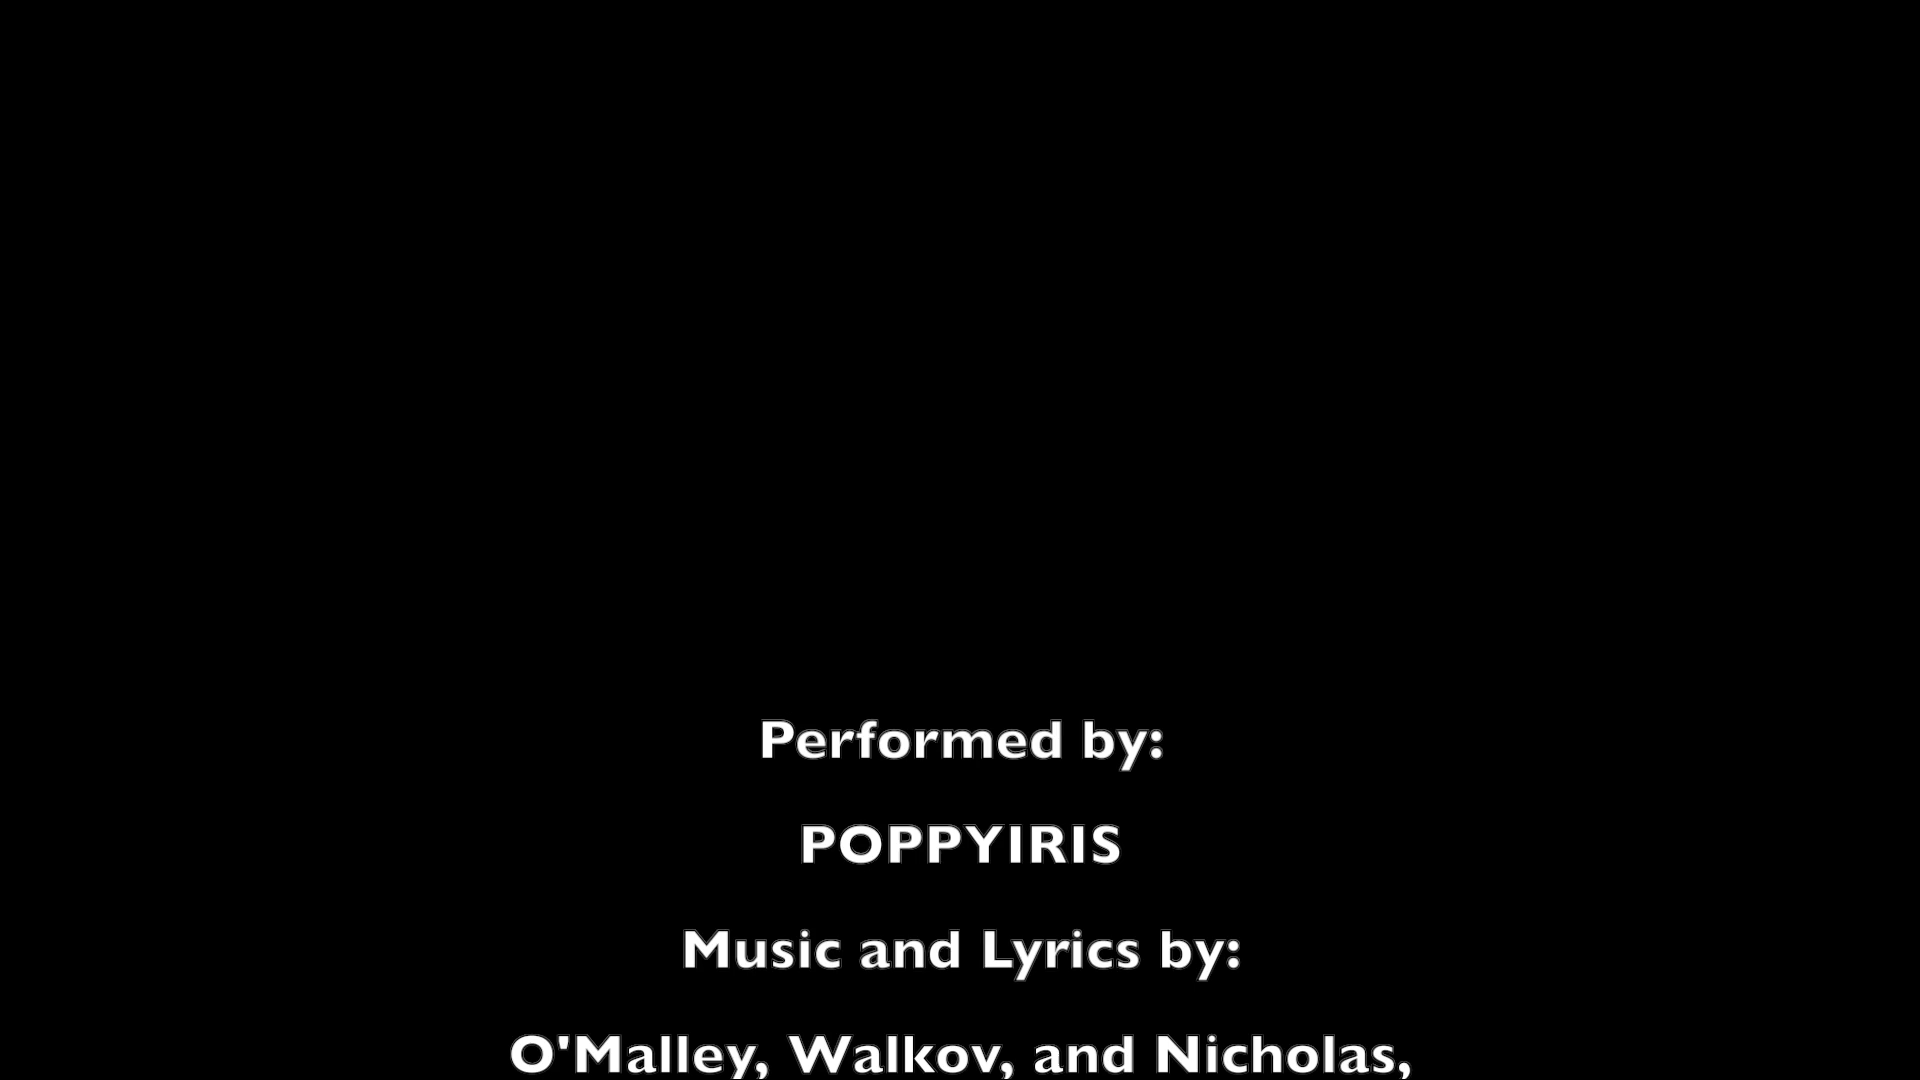 Performed by:
POPPYIRIS
Music and Lyrics by:
O'Malley, Walkov, and Nicholas,